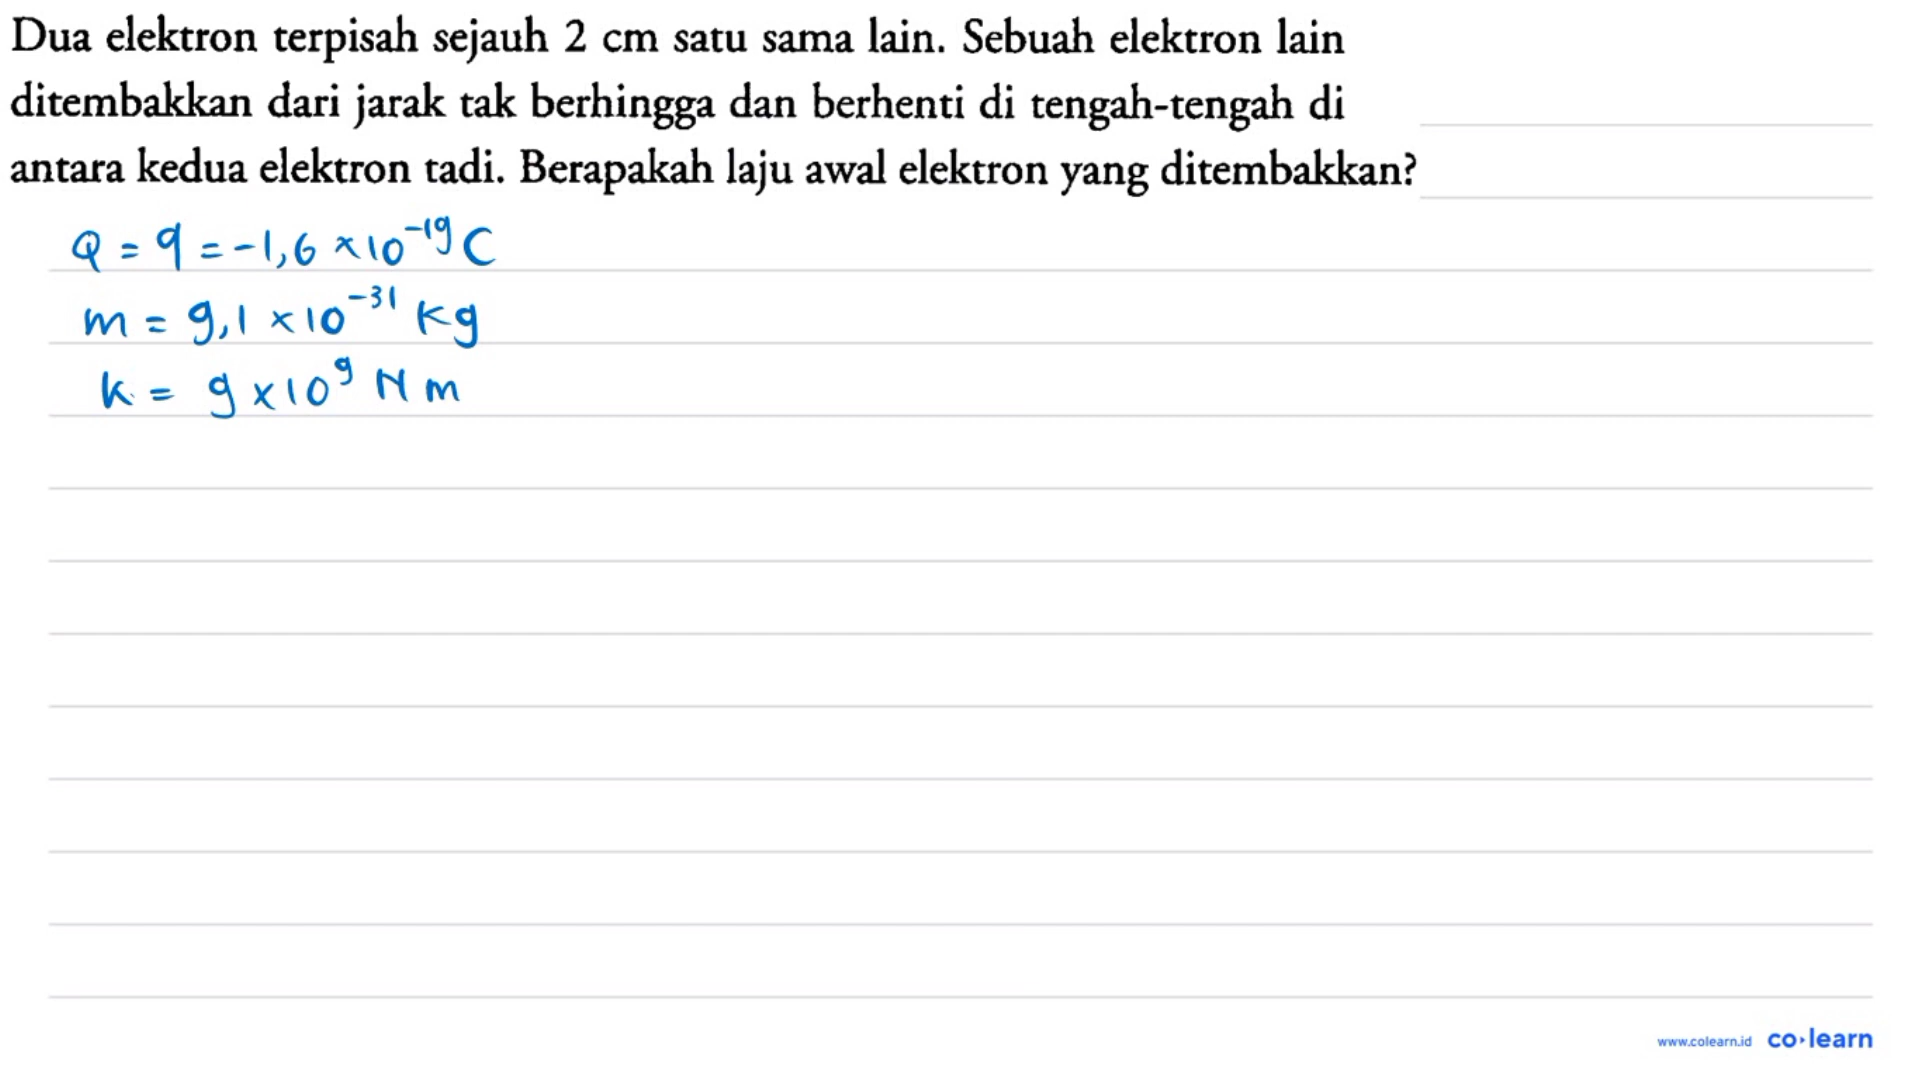 Dua elektron terpisah sejauh 2 cm satu sama lain. Sebuah elektron lain
ditembakkan dari jarak tak berhingga dan berhenti di tengah-tengah di
antara kedua elektron tadi. Berapakah laju awal elektron yang ditembakkan?
Q = q = -1,6 × 10⁻¹⁹ C
m = 9,1 × 10⁻³¹ kg
k = 9 × 10⁹ N m
www.colearn.id co·learn